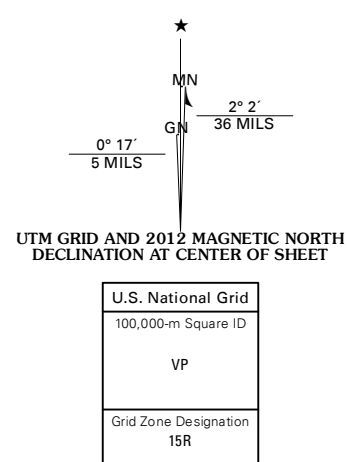 ★
MN
2° 2´
36 MILS
GN
0° 17´
5 MILS
UTM GRID AND 2012 MAGNETIC NORTH
DECLINATION AT CENTER OF SHEET
U.S. National Grid
100,000-m Square ID
VP
Grid Zone Designation
15R